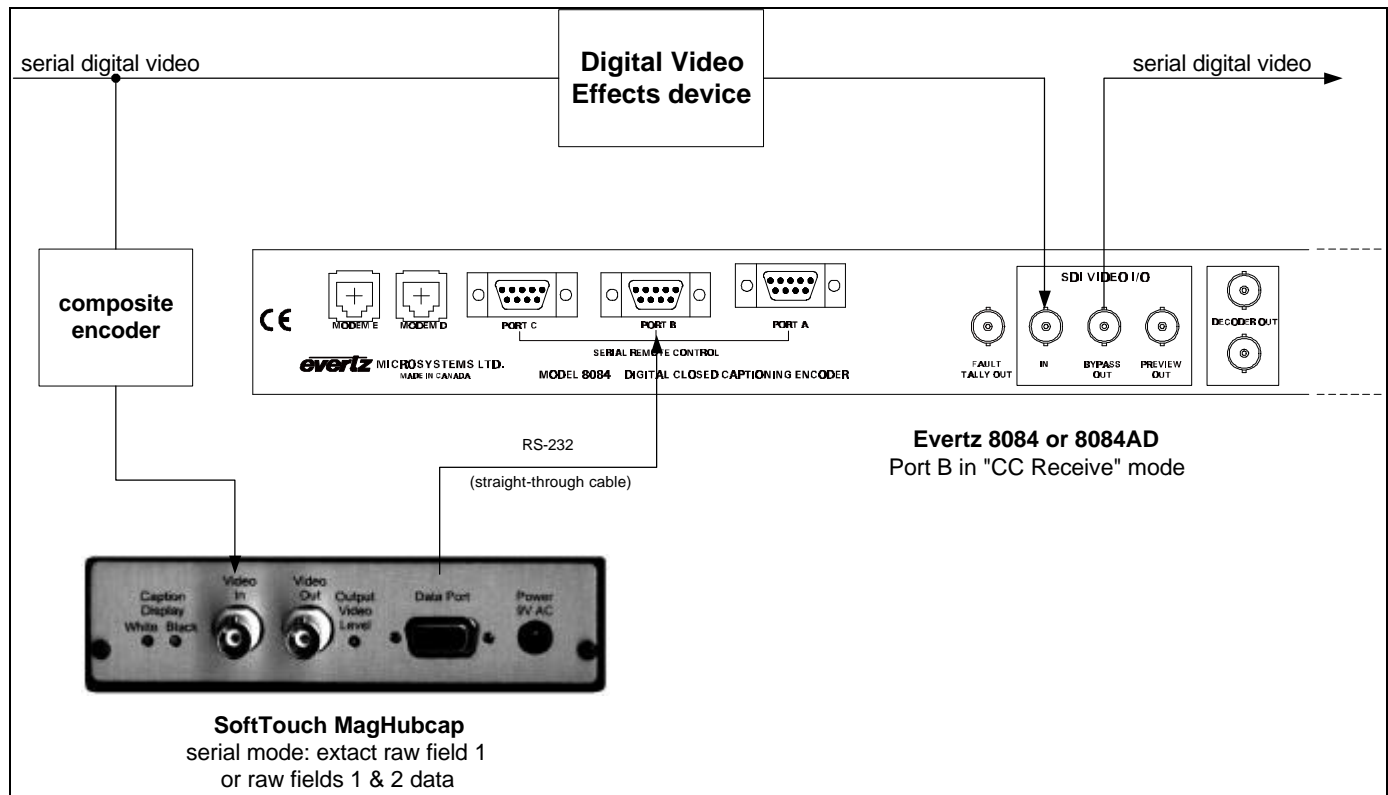 serial digital video
Digital Video
Effects device
serial digital video
composite
encoder
MODEM E
MODEM D
PORT C
PORT B
PORT A
SERIAL REMOTE CONTROL
CE
evertz MICROSYSTEMS LTD.
MADE IN CANADA
MODEL 8084 DIGITAL CLOSED CAPTIONING ENCODER
FAULT
TALLY OUT
SDI VIDEO I/O
IN
BYPASS
OUT
PREVIEW
OUT
DECODER OUT
RS-232
(straight-through cable)
Evertz 8084 or 8084AD
Port B in "CC Receive" mode
Caption
Display
White Black
Video
In
Video
Out
Output
Video
Level
Data Port
Power
9V AC
SoftTouch MagHubcap
serial mode: extact raw field 1
or raw fields 1 & 2 data